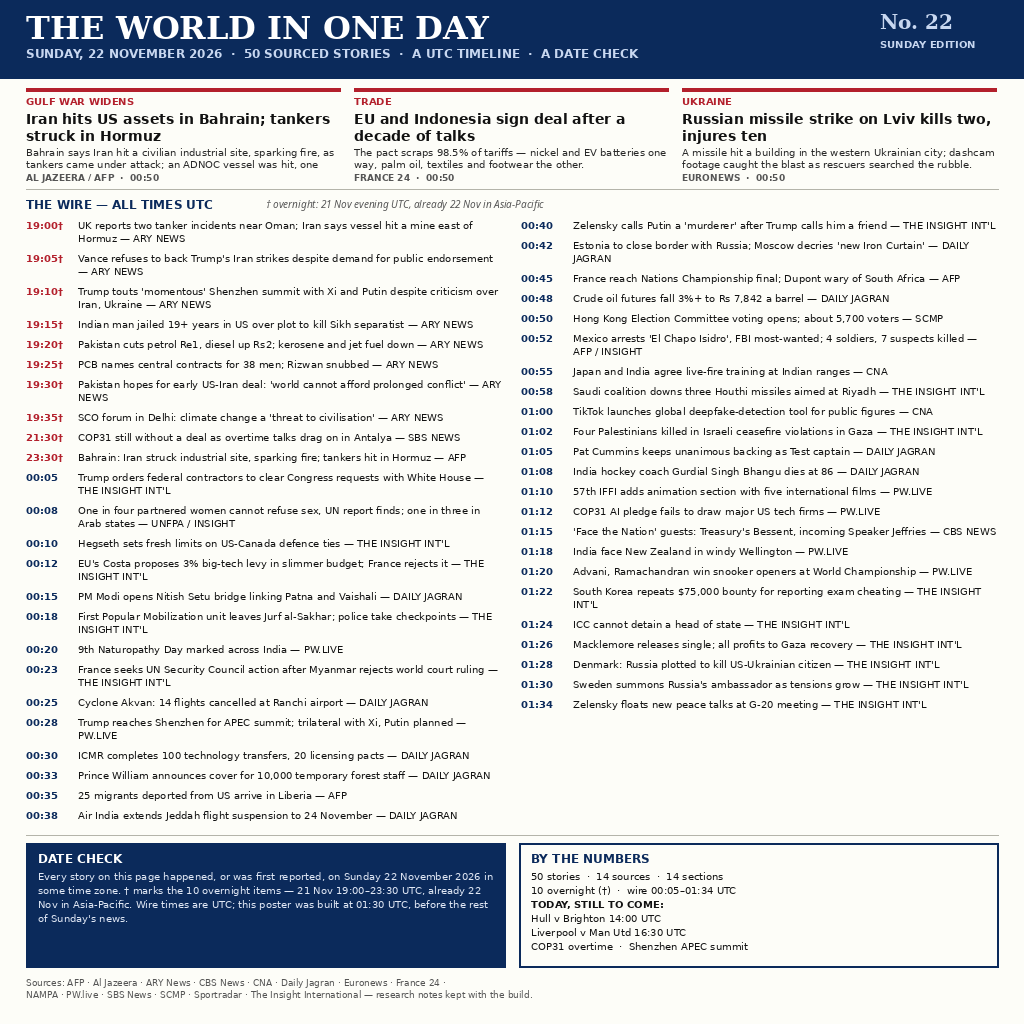 THE WORLD IN ONE DAY
SUNDAY, 22 NOVEMBER 2026 · 50 SOURCED STORIES · A UTC TIMELINE · A DATE CHECK
No. 22
SUNDAY EDITION
GULF WAR WIDENS
Iran hits US assets in Bahrain; tankers
struck in Hormuz
Bahrain says Iran hit a civilian industrial site, sparking fire, as
tankers came under attack; an ADNOC vessel was hit, one
AL JAZEERA / AFP · 00:50
TRADE
EU and Indonesia sign deal after a
decade of talks
The pact scraps 98.5% of tariffs — nickel and EV batteries one
way, palm oil, textiles and footwear the other.
FRANCE 24 · 00:50
UKRAINE
Russian missile strike on Lviv kills two,
injures ten
A missile hit a building in the western Ukrainian city; dashcam
footage caught the blast as rescuers searched the rubble.
EURONEWS · 00:50
THE WIRE — ALL TIMES UTC
† overnight: 21 Nov evening UTC, already 22 Nov in Asia-Pacific
19:00† UK reports two tanker incidents near Oman; Iran says vessel hit a mine east of
Hormuz — ARY NEWS
19:05† Vance refuses to back Trump's Iran strikes despite demand for public endorsement
— ARY NEWS
19:10† Trump touts 'momentous' Shenzhen summit with Xi and Putin despite criticism over
Iran, Ukraine — ARY NEWS
19:15† Indian man jailed 19+ years in US over plot to kill Sikh separatist — ARY NEWS
19:20† Pakistan cuts petrol Re1, diesel up Rs2; kerosene and jet fuel down — ARY NEWS
19:25† PCB names central contracts for 38 men; Rizwan snubbed — ARY NEWS
19:30† Pakistan hopes for early US-Iran deal: 'world cannot afford prolonged conflict' — ARY
NEWS
19:35† SCO forum in Delhi: climate change a 'threat to civilisation' — ARY NEWS
21:30† COP31 still without a deal as overtime talks drag on in Antalya — SBS NEWS
23:30† Bahrain: Iran struck industrial site, sparking fire; tankers hit in Hormuz — AFP
00:05 Trump orders federal contractors to clear Congress requests with White House —
THE INSIGHT INT'L
00:08 One in four partnered women cannot refuse sex, UN report finds; one in three in
Arab states — UNFPA / INSIGHT
00:10 Hegseth sets fresh limits on US-Canada defence ties — THE INSIGHT INT'L
00:12 EU's Costa proposes 3% big-tech levy in slimmer budget; France rejects it — THE
INSIGHT INT'L
00:15 PM Modi opens Nitish Setu bridge linking Patna and Vaishali — DAILY JAGRAN
00:18 First Popular Mobilization unit leaves Jurf al-Sakhar; police take checkpoints — THE
INSIGHT INT'L
00:20 9th Naturopathy Day marked across India — PW.LIVE
00:23 France seeks UN Security Council action after Myanmar rejects world court ruling —
THE INSIGHT INT'L
00:25 Cyclone Akvan: 14 flights cancelled at Ranchi airport — DAILY JAGRAN
00:28 Trump reaches Shenzhen for APEC summit; trilateral with Xi, Putin planned —
PW.LIVE
00:30 ICMR completes 100 technology transfers, 20 licensing pacts — DAILY JAGRAN
00:33 Prince William announces cover for 10,000 temporary forest staff — DAILY JAGRAN
00:35 25 migrants deported from US arrive in Liberia — AFP
00:38 Air India extends Jeddah flight suspension to 24 November — DAILY JAGRAN
00:40 Zelensky calls Putin a 'murderer' after Trump calls him a friend — THE INSIGHT INT'L
00:42 Estonia to close border with Russia; Moscow decries 'new Iron Curtain' — DAILY
JAGRAN
00:45 France reach Nations Championship final; Dupont wary of South Africa — AFP
00:48 Crude oil futures fall 3%+ to Rs 7,842 a barrel — DAILY JAGRAN
00:50 Hong Kong Election Committee voting opens; about 5,700 voters — SCMP
00:52 Mexico arrests 'El Chapo Isidro', FBI most-wanted; 4 soldiers, 7 suspects killed —
AFP / INSIGHT
00:55 Japan and India agree live-fire training at Indian ranges — CNA
00:58 Saudi coalition downs three Houthi missiles aimed at Riyadh — THE INSIGHT INT'L
01:00 TikTok launches global deepfake-detection tool for public figures — CNA
01:02 Four Palestinians killed in Israeli ceasefire violations in Gaza — THE INSIGHT INT'L
01:05 Pat Cummins keeps unanimous backing as Test captain — DAILY JAGRAN
01:08 India hockey coach Gurdial Singh Bhangu dies at 86 — DAILY JAGRAN
01:10 57th IFFI adds animation section with five international films — PW.LIVE
01:12 COP31 AI pledge fails to draw major US tech firms — PW.LIVE
01:15 'Face the Nation' guests: Treasury's Bessent, incoming Speaker Jeffries — CBS NEWS
01:18 India face New Zealand in windy Wellington — PW.LIVE
01:20 Advani, Ramachandran win snooker openers at World Championship — PW.LIVE
01:22 South Korea repeats $75,000 bounty for reporting exam cheating — THE INSIGHT
INT'L
01:24 ICC cannot detain a head of state — THE INSIGHT INT'L
01:26 Macklemore releases single; all profits to Gaza recovery — THE INSIGHT INT'L
01:28 Denmark: Russia plotted to kill US-Ukrainian citizen — THE INSIGHT INT'L
01:30 Sweden summons Russia's ambassador as tensions grow — THE INSIGHT INT'L
01:34 Zelensky floats new peace talks at G-20 meeting — THE INSIGHT INT'L
DATE CHECK
Every story on this page happened, or was first reported, on Sunday 22 November 2026 in
some time zone. † marks the 10 overnight items — 21 Nov 19:00–23:30 UTC, already 22
Nov in Asia-Pacific. Wire times are UTC; this poster was built at 01:30 UTC, before the rest
of Sunday's news.
BY THE NUMBERS
50 stories · 14 sources · 14 sections
10 overnight (†) · wire 00:05–01:34 UTC
TODAY, STILL TO COME:
Hull v Brighton 14:00 UTC
Liverpool v Man Utd 16:30 UTC
COP31 overtime · Shenzhen APEC summit
Sources: AFP · Al Jazeera · ARY News · CBS News · CNA · Daily Jagran · Euronews · France 24 ·
NAMPA · PW.live · SBS News · SCMP · Sportradar · The Insight International — research notes kept with the build.